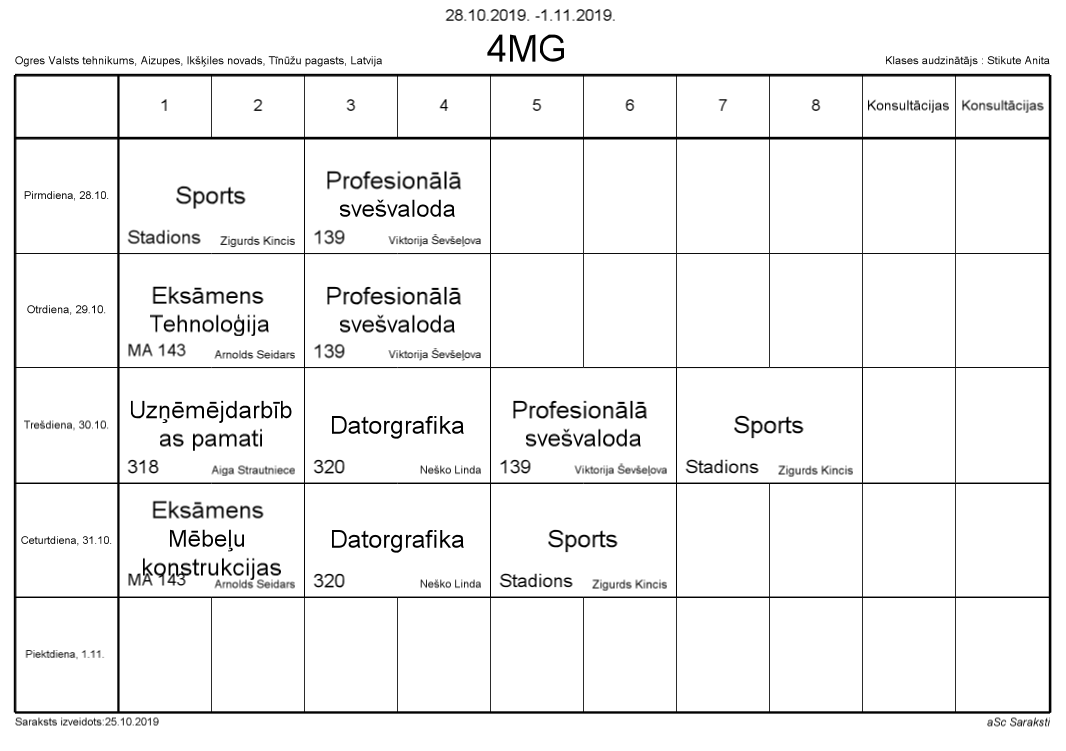 28.10.2019. -1.11.2019.
4MG
Ogres Valsts tehnikums, Aizupes, Ikšķiles novads, Tīnūžu pagasts, Latvija
Klases audzinātājs : Stikute Anita
1 2 3 4 5 6 7 8 Konsultācijas Konsultācijas
Pirmdiena, 28.10.
Sports
Stadions Zigurds Kincis
Profesionālā
svešvaloda
139 Viktorija Ševšeļova
Otrdiena, 29.10.
Eksāmens
Tehnoloģija
MA 143 Arnolds Seidars
Profesionālā
svešvaloda
139 Viktorija Ševšeļova
Trešdiena, 30.10.
Uzņēmējdarbīb
as pamati
318 Aiga Strautniece
Datorgrafika
320 Neško Linda
Profesionālā
svešvaloda
139 Viktorija Ševšeļova
Sports
Stadions Zigurds Kincis
Ceturtdiena, 31.10.
Eksāmens
Mēbeļu
konstrukcijas
MA 143 Arnolds Seidars
Datorgrafika
320 Neško Linda
Sports
Stadions Zigurds Kincis
Piektdiena, 1.11.
Saraksts izveidots:25.10.2019
aSc Saraksti